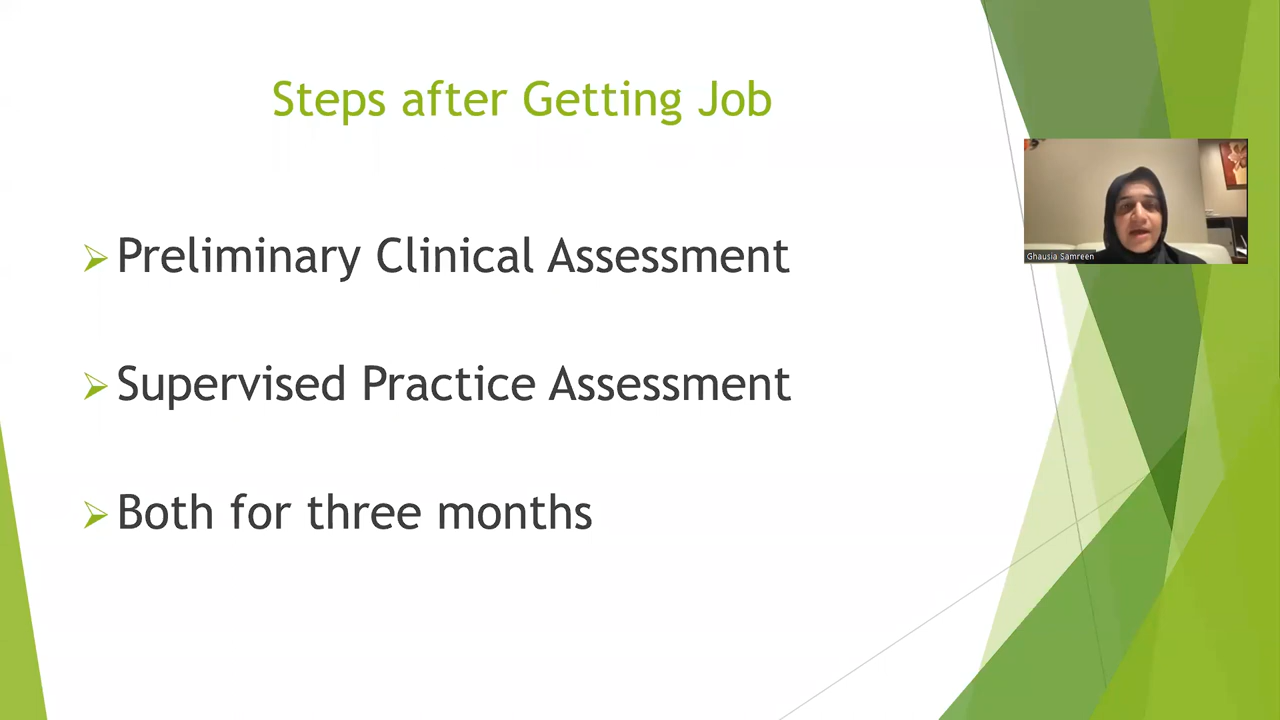 Steps after Getting Job
Preliminary Clinical Assessment
Supervised Practice Assessment
Both for three months
Ghausia Samreen